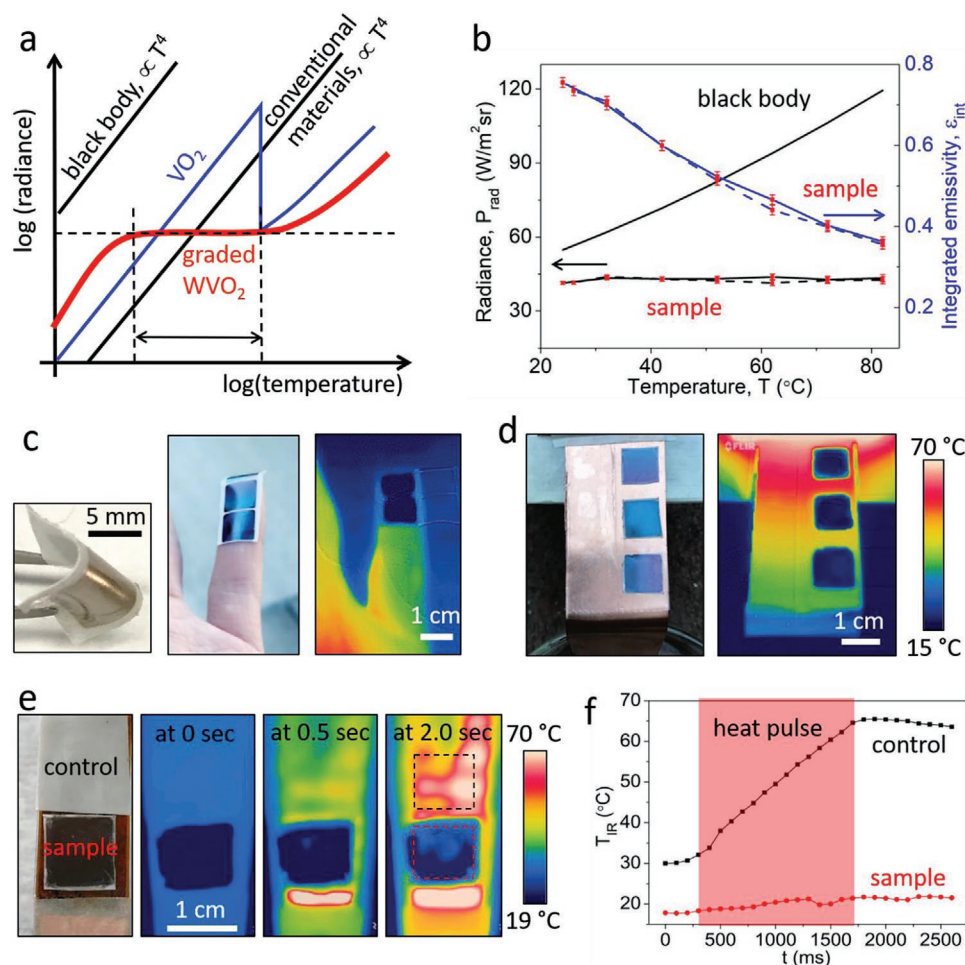 a
black body, ∝ T⁴
VO₂
conventional
materials, ∝ T⁴
graded
WVO₂
log (radiance)
log(temperature)
b
120
90
60
30
Radiance, P_rad (W/m²sr)
black body
sample
sample
0.8
0.6
0.4
0.2
Integrated emissivity, ε_int
20 40 60 80
Temperature, T (°C)
c
5 mm
1 cm
d
FLIR
1 cm
70 °C
15 °C
e
control
sample
at 0 sec
1 cm
at 0.5 sec
at 2.0 sec
70 °C
19 °C
f
70
60
50
40
30
20
T_IR (°C)
heat pulse
control
sample
0 500 1000 1500 2000 2500
t (ms)